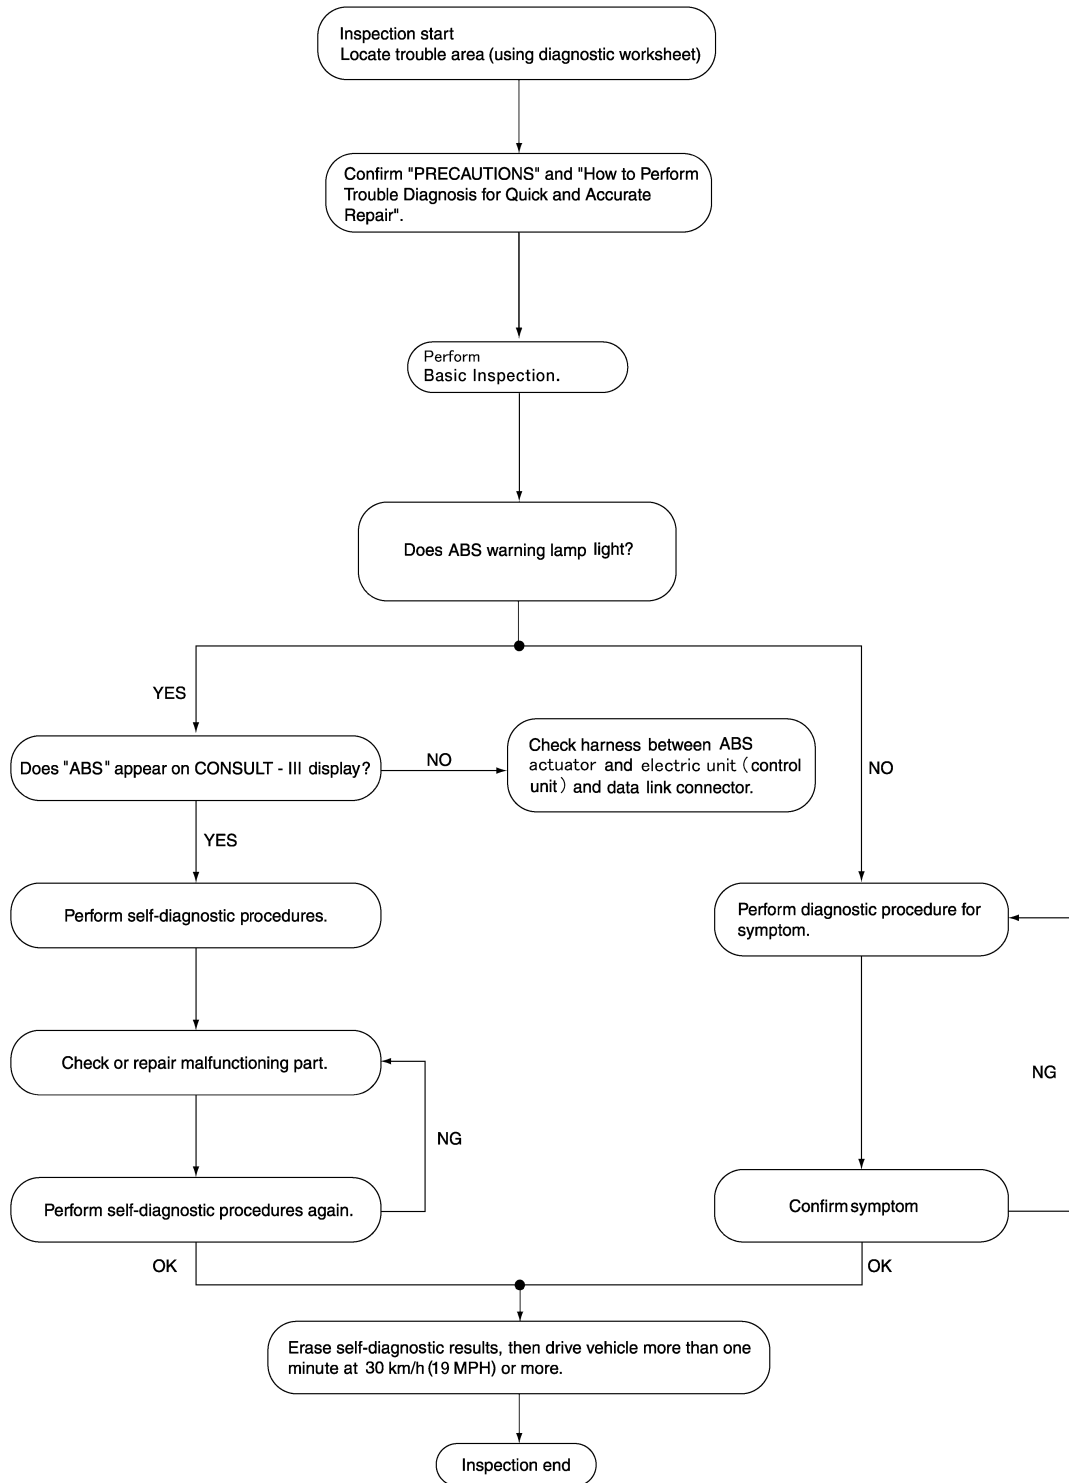 Inspection start
Locate trouble area (using diagnostic worksheet)
Confirm "PRECAUTIONS" and "How to Perform
Trouble Diagnosis for Quick and Accurate
Repair".
Perform
Basic Inspection.
Does ABS warning lamp light?
YES
NO
Does "ABS" appear on CONSULT - III display?
NO
Check harness between ABS
actuator and electric unit (control
unit) and data link connector.
YES
Perform self-diagnostic procedures.
Perform diagnostic procedure for
symptom.
Check or repair malfunctioning part.
NG
NG
Perform self-diagnostic procedures again.
Confirm symptom
OK
OK
Erase self-diagnostic results, then drive vehicle more than one
minute at 30 km/h (19 MPH) or more.
Inspection end